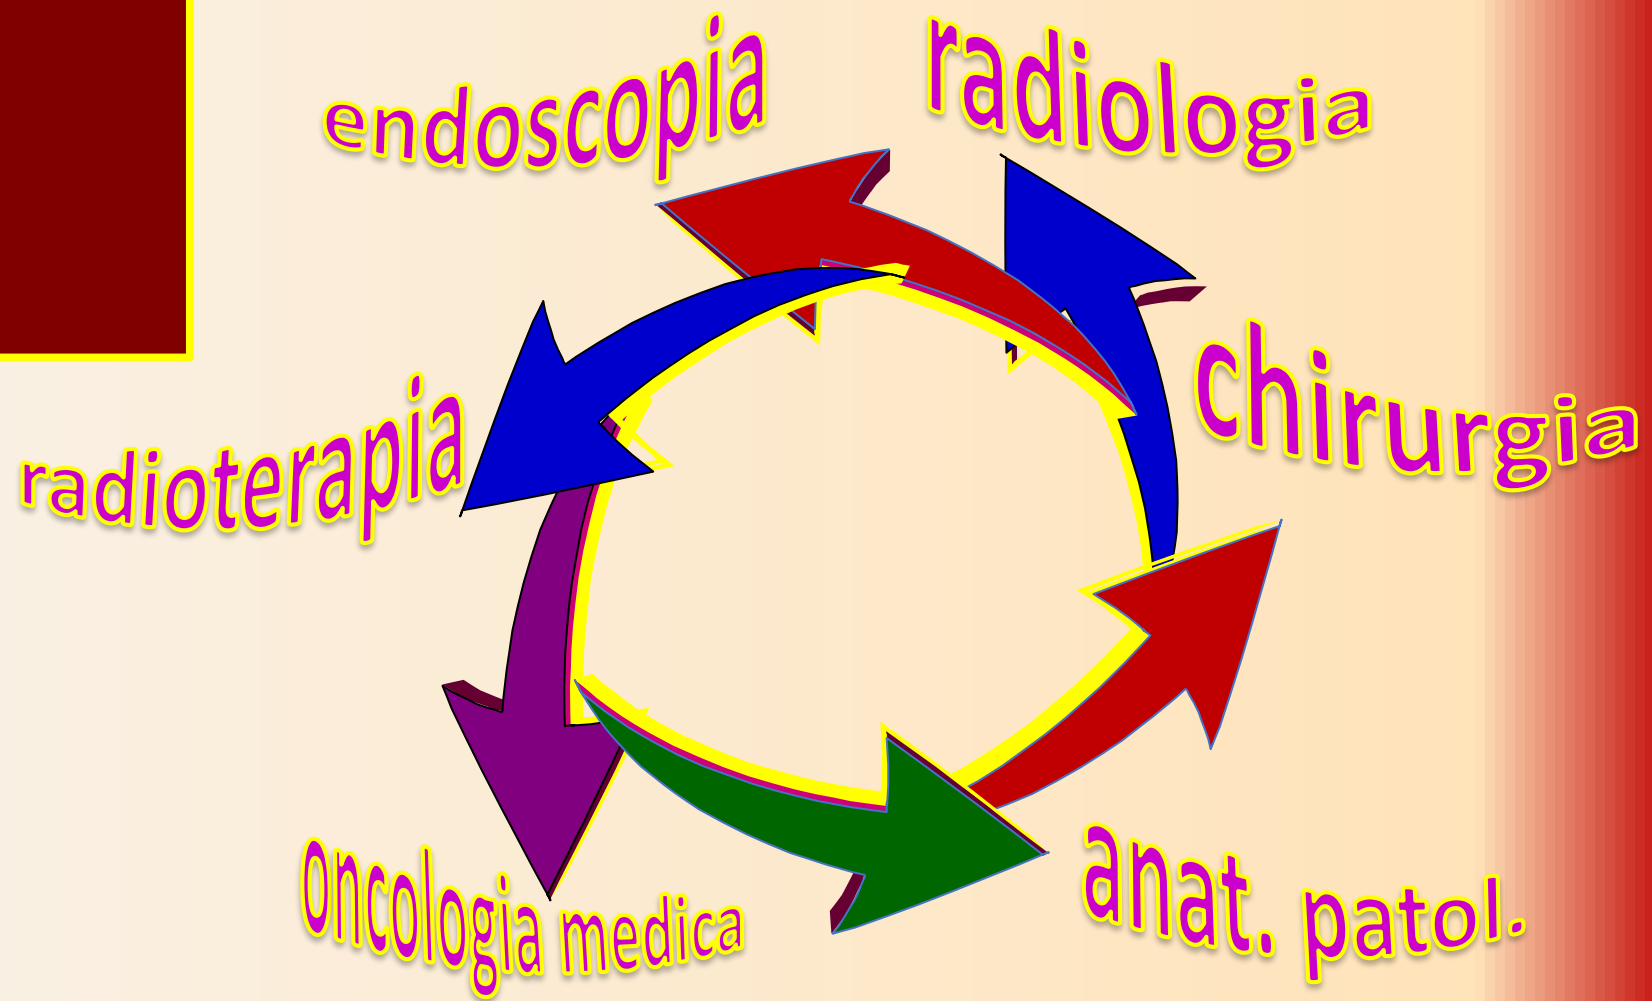 endoscopia
radiologia
chirurgia
radioterapia
oncologia medica
anat. patol.